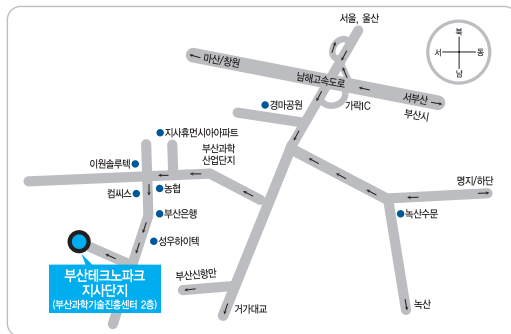 서울, 울산
북
서
동
남
마산/창원
남해고속도로
서부산
가락IC
부산시
경마공원
지사휴먼시아아파트
부산과학
산업단지
이원솔루텍
농협
컴씨스
명지/하단
부산은행
녹산수문
성우하이텍
부산테크노파크
지사단지
(부산과학기술진흥센터 2층)
부산신항만
거가대교
녹산